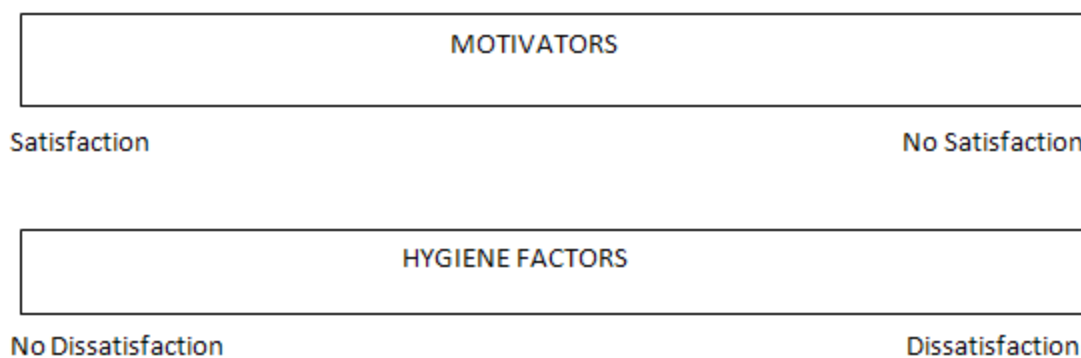 MOTIVATORS
Satisfaction No Satisfaction
HYGIENE FACTORS
No Dissatisfaction Dissatisfaction